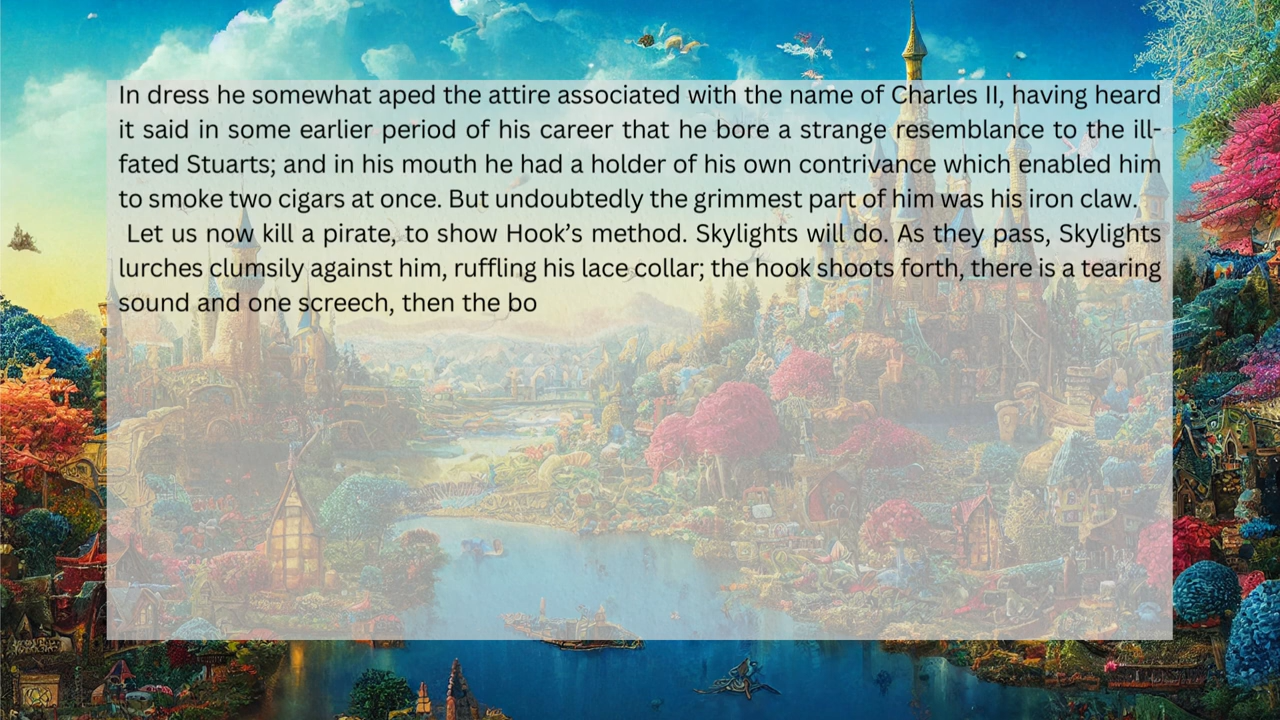 In dress he somewhat aped the attire associated with the name of Charles II, having heard
it said in some earlier period of his career that he bore a strange resemblance to the ill-
fated Stuarts; and in his mouth he had a holder of his own contrivance which enabled him
to smoke two cigars at once. But undoubtedly the grimmest part of him was his iron claw.
Let us now kill a pirate, to show Hook’s method. Skylights will do. As they pass, Skylights
lurches clumsily against him, ruffling his lace collar; the hook shoots forth, there is a tearing
sound and one screech, then the bo